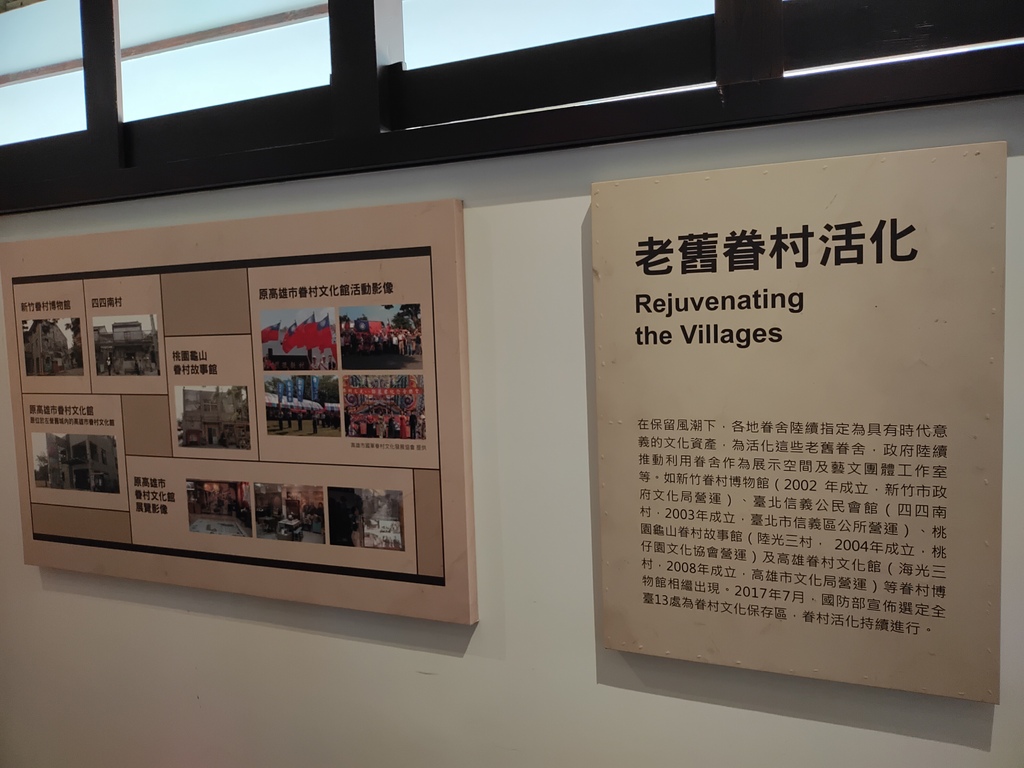 新竹眷村博物館
四四南村
原高雄市眷村文化館活動影像
桃園龜山
眷村故事館
原高雄市眷村文化館
原高雄市
眷村文化館
展覽影像
老舊眷村活化
Rejuvenating
the Villages
在保留風潮下，各地眷舍陸續指定為具有時代意
義的文化資產，為活化這些老舊眷舍，政府陸續
推動利用眷舍作為展示空間及藝文團體工作室
等。如新竹眷村博物館（2002 年成立．新竹市政
府文化局營運）、臺北信義公民會館（四四南
村．2003年成立．臺北市信義區公所營運）、桃
園龜山眷村故事館（陸光三村．2004年成立．桃
仔園文化協會營運）及高雄眷村文化館（海光三
村．2008年成立．高雄市文化局營運）等眷村博
物館相繼出現。2017年7月．國防部宣佈選定全
臺13處為眷村文化保存區，眷村活化持續進行。